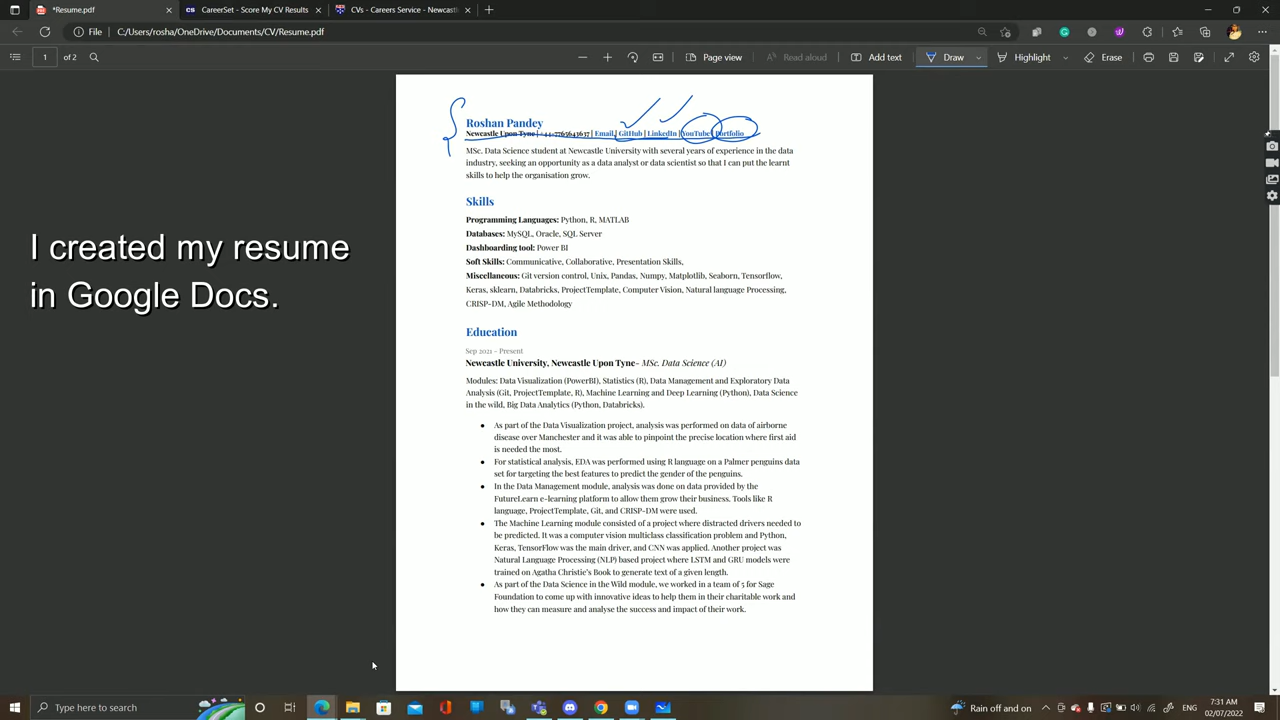 *Resume.pdf
CareerSet - Score My CV Results
CVs - Careers Service - Newcastle
File
C:/Users/rosha/OneDrive/Documents/CV/Resume.pdf
1 of 2
Page view
Read aloud
Add text
Draw
Highlight
Erase
Roshan Pandey
Newcastle Upon Tyne | +44-7765643637 | Email | GitHub | LinkedIn | YouTube | Portfolio
MSc. Data Science student at Newcastle University with several years of experience in the data
industry, seeking an opportunity as a data analyst or data scientist so that I can put the learnt
skills to help the organisation grow.
I created my resume
in Google Docs.
Skills
Programming Languages: Python, R, MATLAB
Databases: MySQL, Oracle, SQL Server
Dashboarding tool: Power BI
Soft Skills: Communicative, Collaborative, Presentation Skills,
Miscellaneous: Git version control, Unix, Pandas, Numpy, Matplotlib, Seaborn, Tensorflow,
Keras, sklearn, Databricks, ProjectTemplate, Computer Vision, Natural language Processing,
CRISP-DM, Agile Methodology
Education
Sep 2021 - Present
Newcastle University, Newcastle Upon Tyne- MSc. Data Science (AI)
Modules: Data Visualization (PowerBI), Statistics (R), Data Management and Exploratory Data
Analysis (Git, ProjectTemplate, R), Machine Learning and Deep Learning (Python), Data Science
in the wild, Big Data Analytics (Python, Databricks).
● As part of the Data Visualization project, analysis was performed on data of airborne
disease over Manchester and it was able to pinpoint the precise location where first aid
is needed the most.
● For statistical analysis, EDA was performed using R language on a Palmer penguins data
set for targeting the best features to predict the gender of the penguins.
● In the Data Management module, analysis was done on data provided by the
FutureLearn e-learning platform to allow them grow their business. Tools like R
language, ProjectTemplate, Git, and CRISP-DM were used.
● The Machine Learning module consisted of a project where distracted drivers needed to
be predicted. It was a computer vision multiclass classification problem and Python,
Keras, TensorFlow was the main driver, and CNN was applied. Another project was
Natural Language Processing (NLP) based project where LSTM and GRU models were
trained on Agatha Christie's Book to generate text of a given length.
● As part of the Data Science in the Wild module, we worked in a team of 5 for Sage
Foundation to come up with innovative ideas to help them in their charitable work and
how they can measure and analyse the success and impact of their work.
Type here to search
Rain off and on
7:31 AM
02/07/2022